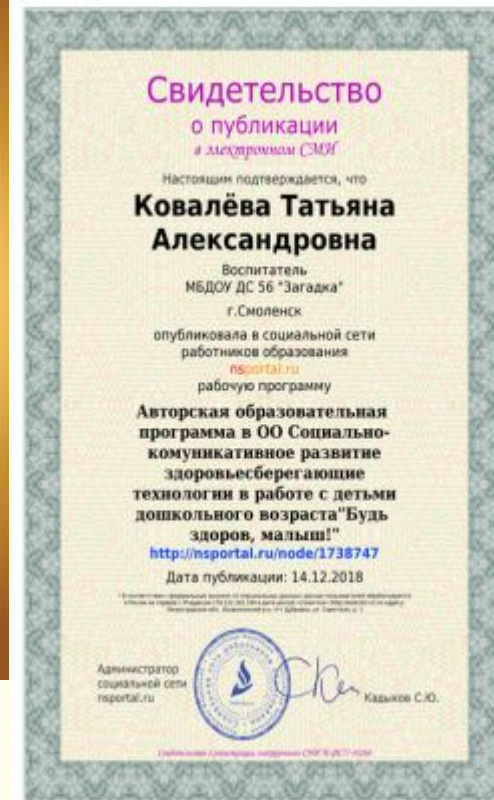 Свидетельство
о публикации
в электронном СМИ
Настоящим подтверждается, что
Ковалёва Татьяна
Александровна
Воспитатель
МБДОУ ДС 56 "Загадка"
г.Смоленск
опубликовала в социальной сети
работников образования
nsportal.ru
рабочую программу
Авторская образовательная
программа в ОО Социально-
комуникативное развитие
здоровьесберегающие
технологии в работе с детьми
дошкольного возраста"Будь
здоров, малыш!"
http://nsportal.ru/node/1738747
Дата публикации: 14.12.2018
Администратор
социальной сети
nsportal.ru
Кадыков С.Ю.